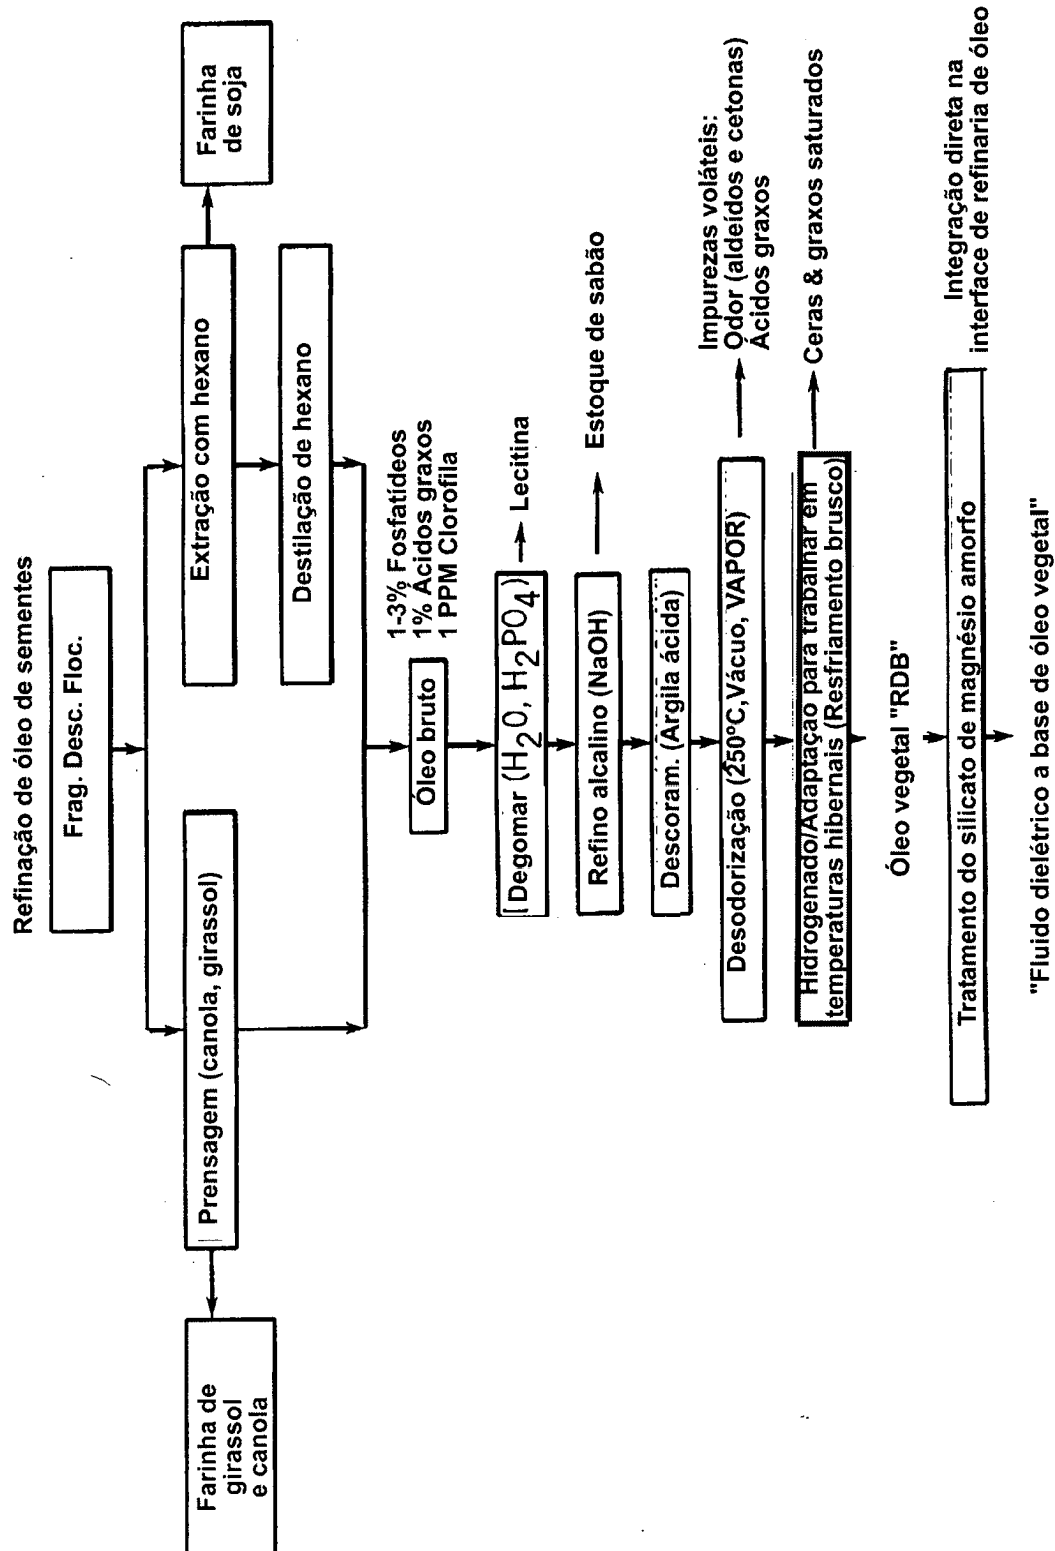 Refinação de óleo de sementes
Frag. Desc. Floc.
Farinha de
girassol
e canola
Prensagem (canola, girassol)
Extração com hexano
Farinha
de soja
Destilação de hexano
1-3% Fosfatídeos
1% Ácidos graxos
1 PPM Clorofila
Óleo bruto
[Degomar (H2O, H2PO4)
Lecitina
Refino alcalino (NaOH)
Estoque de sabão
Descoram. (Argila ácida)
Desodorização (250ºC,Vácuo, VAPOR)
Impurezas voláteis:
Odor (aldeídos e cetonas)
Ácidos graxos
Hidrogenado/Adaptação para trabalhar em
temperaturas hibernais (Resfriamento brusco)
Ceras & graxos saturados
Óleo vegetal "RDB"
Tratamento do silicato de magnésio amorfo
Integração direta na
interface de refinaria de óleo
"Fluido dielétrico a base de óleo vegetal"